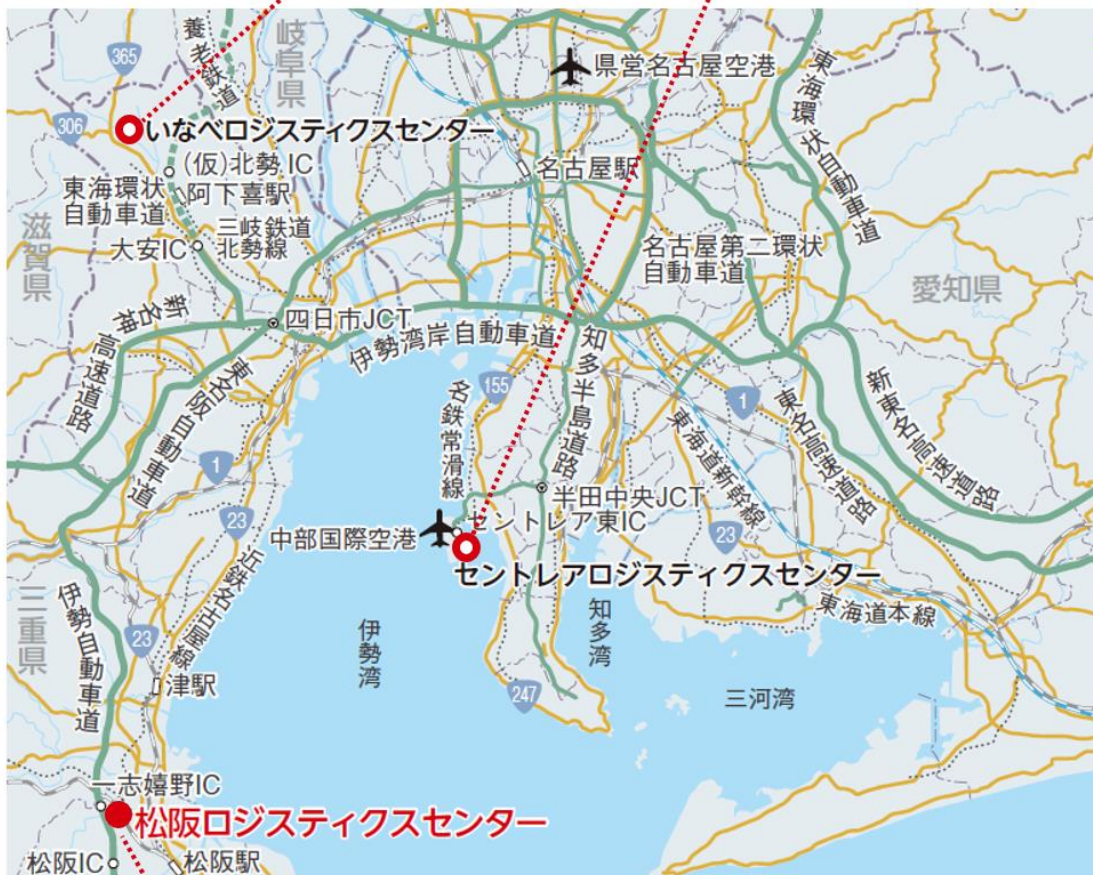 365
養老鉄道
岐阜県
県営名古屋空港
東海環状自動車道
306
いなべロジスティクスセンター
(仮)北勢IC
名古屋駅
東海環状
自動車道
阿下喜駅
滋賀県
三岐鉄道
北勢線
大安IC
名古屋第二環状
自動車道
愛知県
新名神高速道路
四日市JCT
伊勢湾岸自動車道
東名阪自動車道
名鉄常滑線
155
知多半島道路
東海道新幹線
1
東名高速道路
新東名高速道路
1
23
半田中央JCT
セントレア東IC
中部国際空港
23
セントレアロジスティクスセンター
三重県
伊勢自動車道
23
近鉄名古屋線
伊勢湾
知多湾
東海道本線
津駅
247
三河湾
一志嬉野IC
松阪ロジスティクスセンター
松阪IC
松阪駅